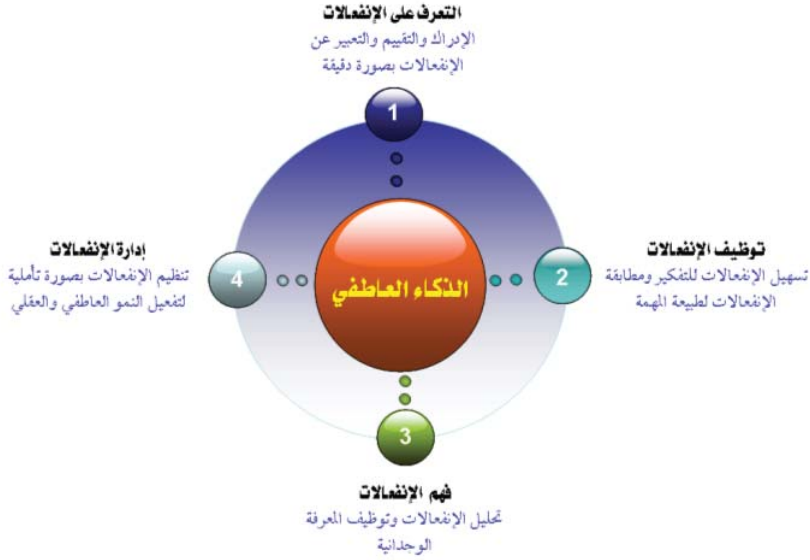 التعرف على الإنفعالات
الإدراك والتقييم والتعبير عن
الإنفعالات بصورة دقيقة
1
توظيف الإنفعالات
تسهيل الإنفعالات للتفكير ومطابقة
الإنفعالات لطبيعة المهمة
2
الذكاء العاطفي
4
إدارة الإنفعالات
تنظيم الإنفعالات بصورة تأملية
لتفعيل النمو العاطفي والعقلي
3
فهم الإنفعالات
تحليل الإنفعالات وتوظيف المعرفة
الوجدانية